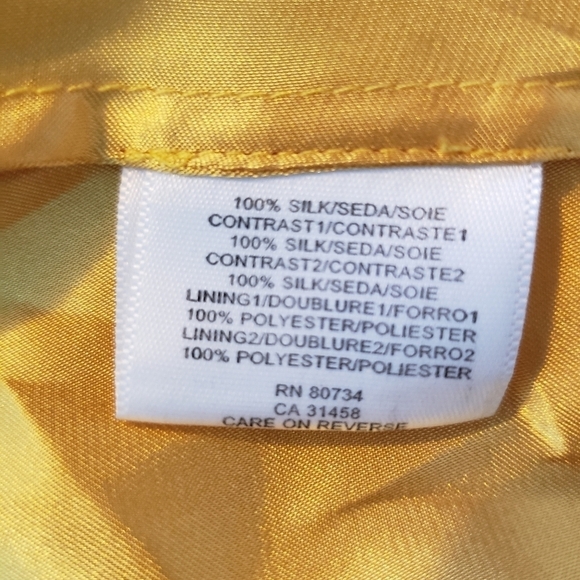 100% SILK/SEDA/SOIE
CONTRAST1/CONTRASTE1
100% SILK/SEDA/SOIE
CONTRAST2/CONTRASTE2
100% SILK/SEDA/SOIE
LINING1/DOUBLURE1/FORRO1
100% POLYESTER/POLIESTER
LINING2/DOUBLURE2/FORRO2
100% POLYESTER/POLIESTER
RN 80734
CA 31458
CARE ON REVERSE